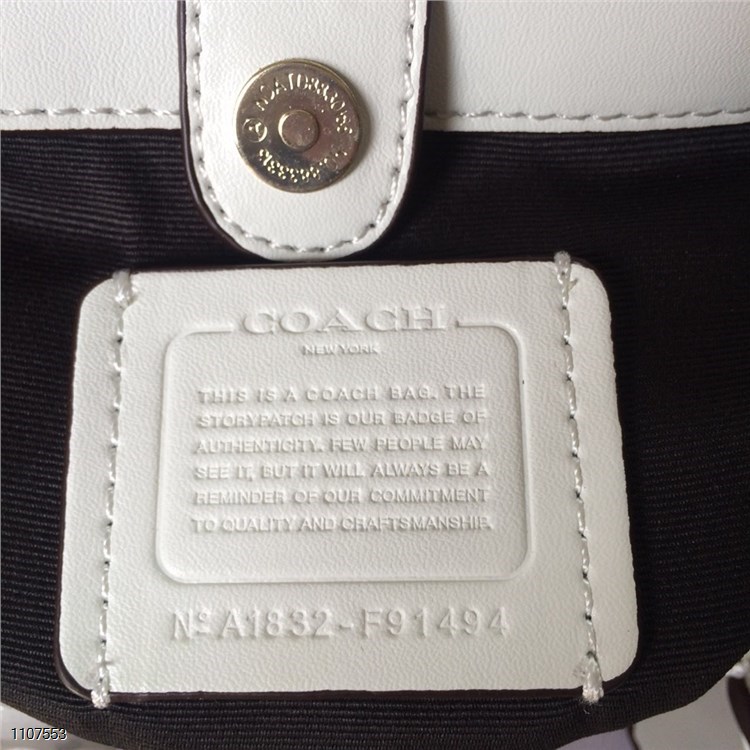 COACH
NEW YORK
THIS IS A COACH BAG. THE
STORYPATCH IS OUR BADGE OF
AUTHENTICITY. FEW PEOPLE MAY
SEE IT, BUT IT WILL ALWAYS BE A
REMINDER OF OUR COMMITMENT
TO QUALITY AND CRAFTSMANSHIP.
Nº A1832-F91494
1107553